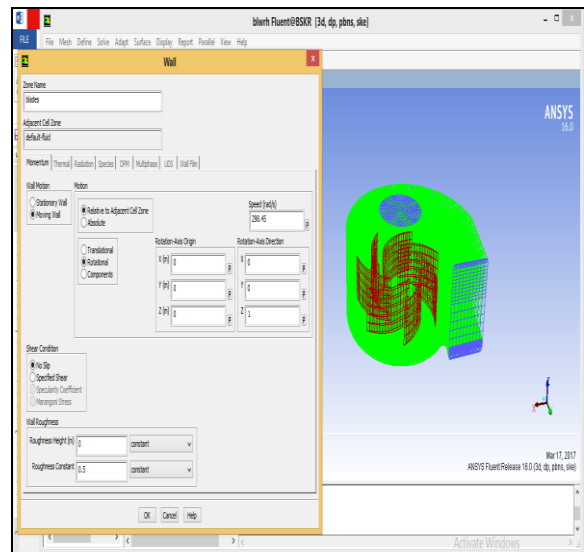 blwrh Fluent@BSKR [3d, dp, pbns, ske]
FILE
File Mesh Define Solve Adapt Surface Display Report Parallel View Help
Wall
Zone Name
blades
Adjacent Cell Zone
default-fluid
Momentum Thermal Radiation Species DPM Multiphase UDS Wall Film
Wall Motion
Motion
Stationary Wall
Moving Wall
Relative to Adjacent Cell Zone
Absolute
Speed (rad/s)
298.45
P
Translational
Rotational
Components
Rotation-Axis Origin
Rotation-Axis Direction
X (m) 0 P
X 0 P
Y (m) 0 P
Y 0 P
Z (m) 0 P
Z 1 P
Shear Condition
No Slip
Specified Shear
Specularity Coefficient
Marangoni Stress
Wall Roughness
Roughness Height (m) 0 constant
Roughness Constant 0.5 constant
OK Cancel Help
ANSYS
16.0
Mar 17, 2017
ANSYS Fluent Release 16.0 (3d, dp, pbns, ske)
Activate Windows